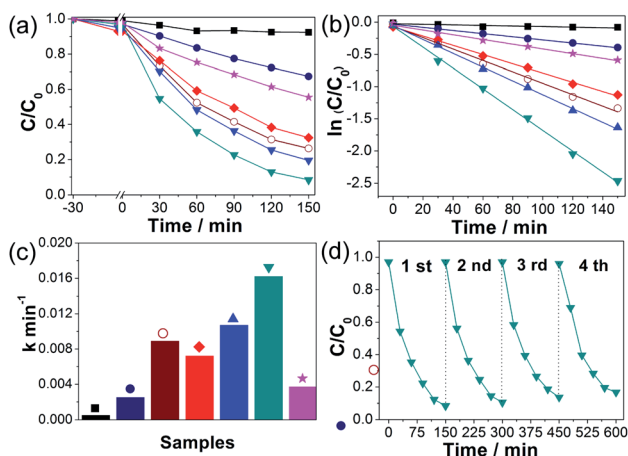 (a)
C/C0
1.0
0.8
0.6
0.4
0.2
0.0
-30 0 30 60 90 120 150
Time / min
(b)
ln (C/C0)
0.0
-0.5
-1.0
-1.5
-2.0
-2.5
0 30 60 90 120 150
Time / min
(c)
k min-1
0.020
0.016
0.012
0.008
0.004
0.000
Samples
(d)
C/C0
1.0
0.8
0.6
0.4
0.2
0.0
1 st 2 nd 3 rd 4 th
0 75 150 225 300 375 450 525 600
Time / min